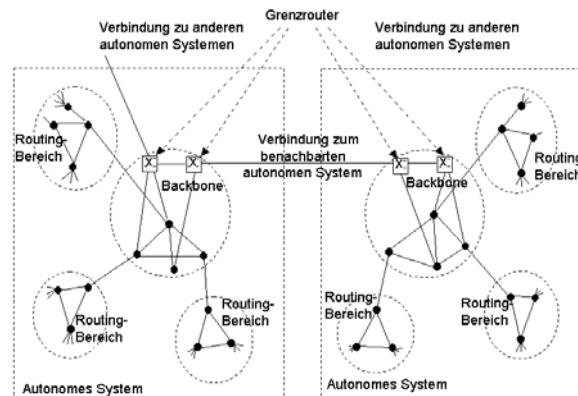 Grenzrouter
Verbindung zu anderen
autonomen Systemen
Verbindung zu anderen
autonomen Systemen
Routing-
Bereich
X
X
Verbindung zum
benachbarten
autonomen System
X
X
Routing-
Bereich
Backbone
Backbone
Routing-
Bereich
Routing-
Bereich
Routing-
Bereich
Routing-
Bereich
Autonomes System
Autonomes System